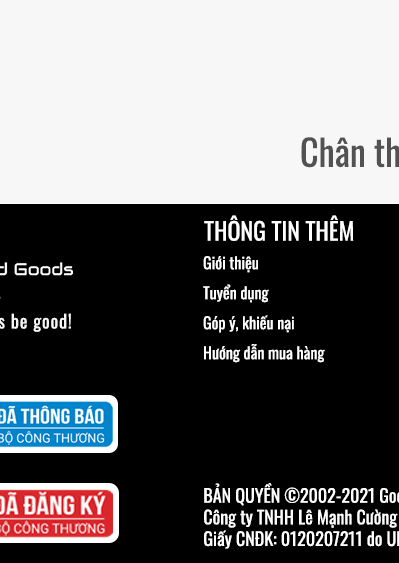 Chân th
d Goods
s be good!
ĐÃ THÔNG BÁO
BỘ CÔNG THƯƠNG
ĐÃ ĐĂNG KÝ
BỘ CÔNG THƯƠNG
THÔNG TIN THÊM
Giới thiệu
Tuyển dụng
Góp ý, khiếu nại
Hướng dẫn mua hàng
BẢN QUYỀN ©2002-2021 Goo
Công ty TNHH Lê Mạnh Cường
Giấy CNĐK: 0120207211 do U